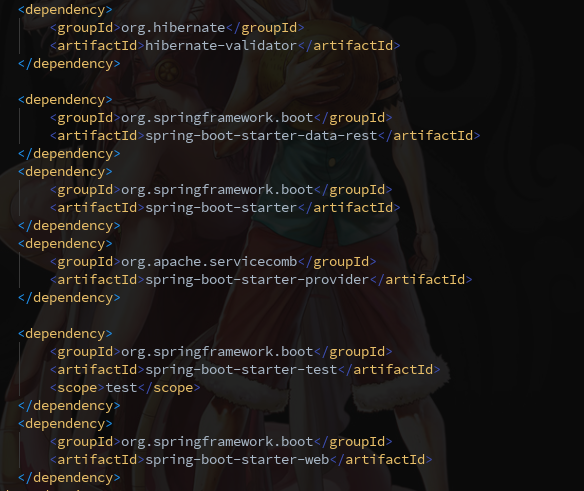 <dependency>
<groupId>org.hibernate</groupId>
<artifactId>hibernate-validator</artifactId>
</dependency>
<dependency>
<groupId>org.springframework.boot</groupId>
<artifactId>spring-boot-starter-data-rest</artifactId>
</dependency>
<dependency>
<groupId>org.springframework.boot</groupId>
<artifactId>spring-boot-starter</artifactId>
</dependency>
<dependency>
<groupId>org.apache.servicecomb</groupId>
<artifactId>spring-boot-starter-provider</artifactId>
</dependency>
<dependency>
<groupId>org.springframework.boot</groupId>
<artifactId>spring-boot-starter-test</artifactId>
<scope>test</scope>
</dependency>
<dependency>
<groupId>org.springframework.boot</groupId>
<artifactId>spring-boot-starter-web</artifactId>
</dependency>